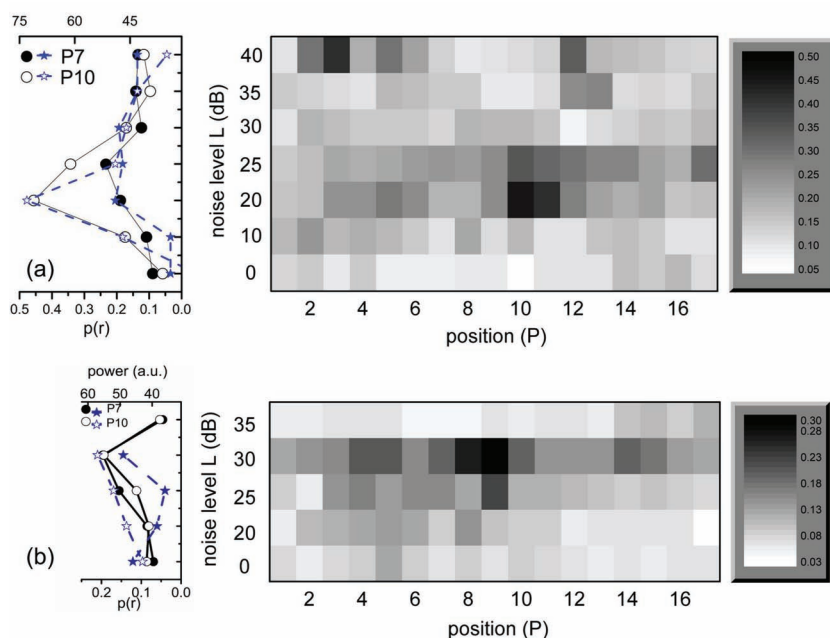 75 60 45
P7
P10
(a)
0.5 0.4 0.3 0.2 0.1 0.0
p(r)
noise level L (dB)
40
35
30
25
20
10
0
2 4 6 8 10 12 14 16
position (P)
0.50
0.45
0.40
0.35
0.30
0.25
0.20
0.15
0.10
0.05
power (a.u.)
60 50 40
P7
P10
(b)
0.2 0.1 0.0
p(r)
noise level L (dB)
35
30
25
20
0
2 4 6 8 10 12 14 16
position (P)
0.30
0.28
0.23
0.18
0.13
0.08
0.03